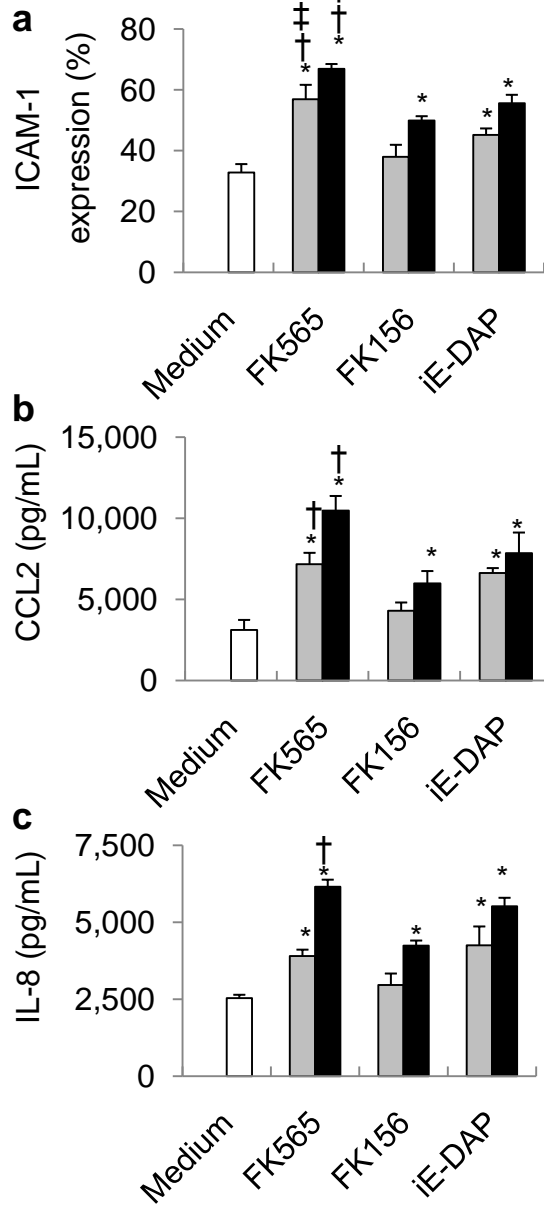 a
ICAM-1
expression (%)
80
60
40
20
0
‡ †
† *
*
*
*
*
Medium
FK565
FK156
iE-DAP
b
CCL2 (pg/mL)
15,000
10,000
5,000
0
†
*
†
*
*
*
*
Medium
FK565
FK156
iE-DAP
c
IL-8 (pg/mL)
7,500
5,000
2,500
0
†
*
*
*
*
*
Medium
FK565
FK156
iE-DAP